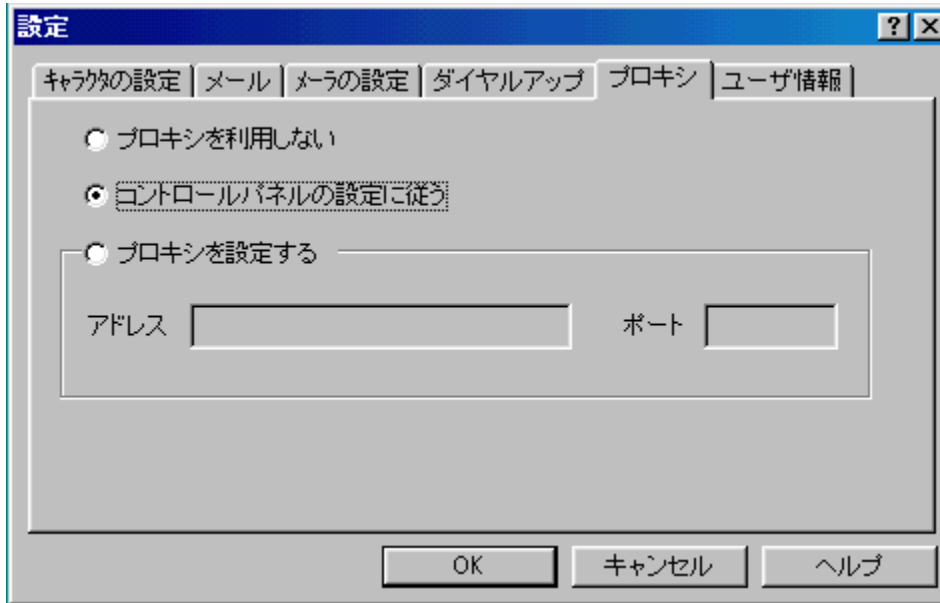 設定
ｷｬﾗｸﾀの設定 メール ﾒｰﾗの設定 ダイヤルアップ プロキシ ユーザ情報
プロキシを利用しない
コントロールパネルの設定に従う
プロキシを設定する
アドレス ポート
OK キャンセル ヘルプ